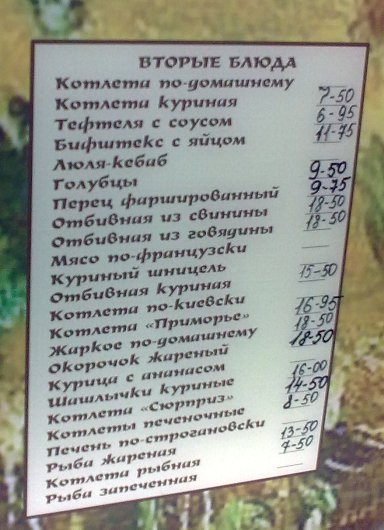 ВТОРЫЕ БЛЮДА
Котлета по-домашнему
Котлета куриная 7-50
Тефтеля с соусом 6-95
Бифштекс с яйцом 11-75
Люля-кебаб
Голубцы 9-50
Перец фаршированный 9-75
Отбивная из свинины 18-50
Отбивная из говядины 18-50
Мясо по-французски
Куриный шницель
Отбивная куриная 15-50
Котлета по-киевски
Котлета «Приморье» 16-95
Жаркое по-домашнему 18-50
Окорочок жареный 18-50
Курица с ананасом
Шашлычки куриные 16-00
Котлета «Сюрприз» 14-50
Котлеты печеночные 8-50
Печень по-строгановски
Рыба жареная 13-50
Котлета рыбная 7-50
Рыба запеченная